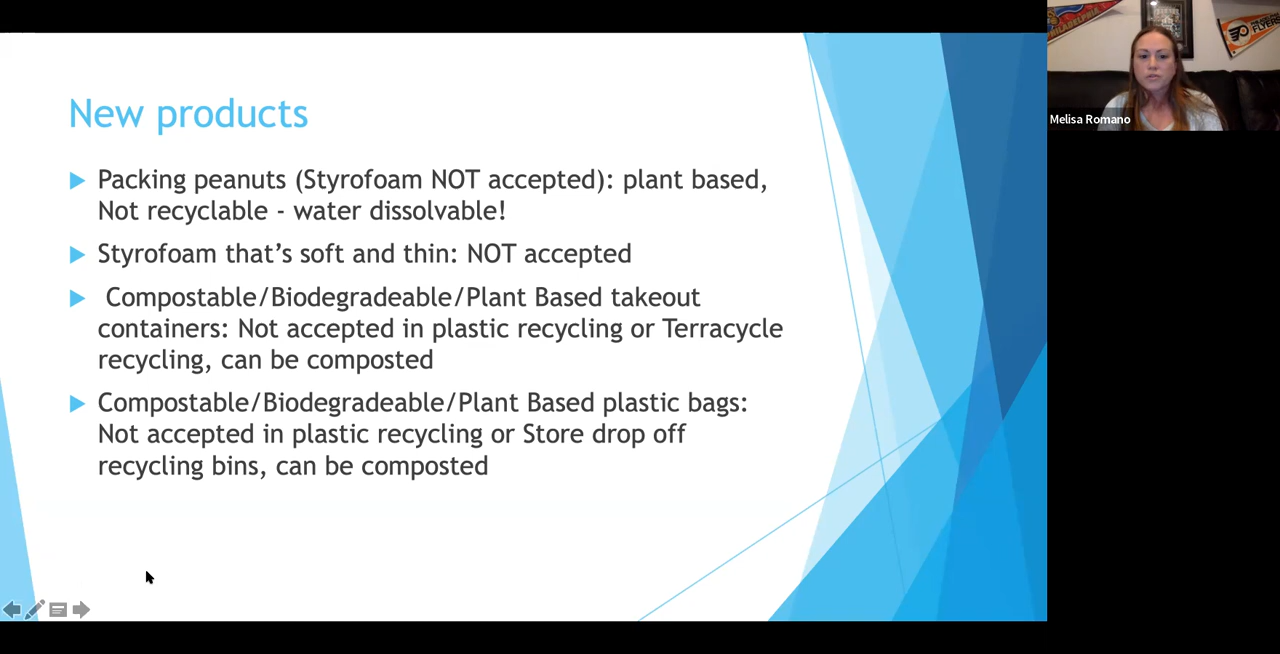 New products
Packing peanuts (Styrofoam NOT accepted): plant based,
Not recyclable - water dissolvable!
Styrofoam that's soft and thin: NOT accepted
Compostable/Biodegradeable/Plant Based takeout
containers: Not accepted in plastic recycling or Terracycle
recycling, can be composted
Compostable/Biodegradeable/Plant Based plastic bags:
Not accepted in plastic recycling or Store drop off
recycling bins, can be composted
PHILADELPHIA
FLYERS
Melisa Romano